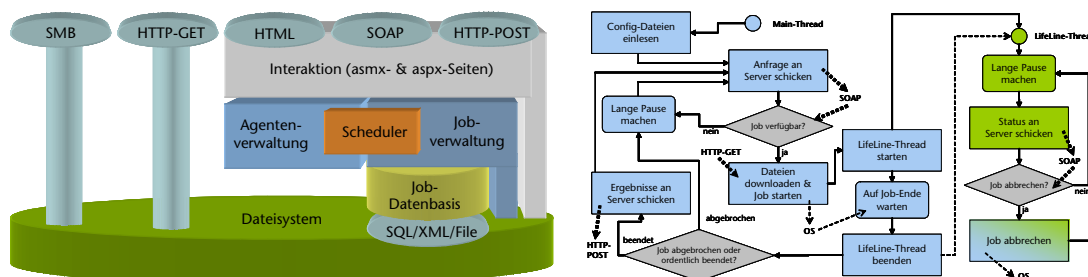 SMB
HTTP-GET
HTML
SOAP
HTTP-POST
Interaktion (asmx- & aspx-Seiten)
Agenten-
verwaltung
Scheduler
Job-
verwaltung
Job-
Datenbasis
Dateisystem
SQL/XML/File
Config-Dateien
einlesen
Main-Thread
Anfrage an
Server schicken
SOAP
Lange Pause
machen
nein
Job verfügbar?
ja
HTTP-GET
Dateien
downloaden &
Job starten
LifeLine-Thread
starten
Ergebnisse an
Server schicken
abgebrochen
OS
Auf Job-Ende
warten
HTTP-
POST
beendet
Job abgebrochen oder
ordentlich beendet?
LifeLine-Thread
beenden
LifeLine-Thread
Lange Pause
machen
Status an
Server schicken
SOAP
Job abbrechen?
nein
ja
Job abbrechen
OS